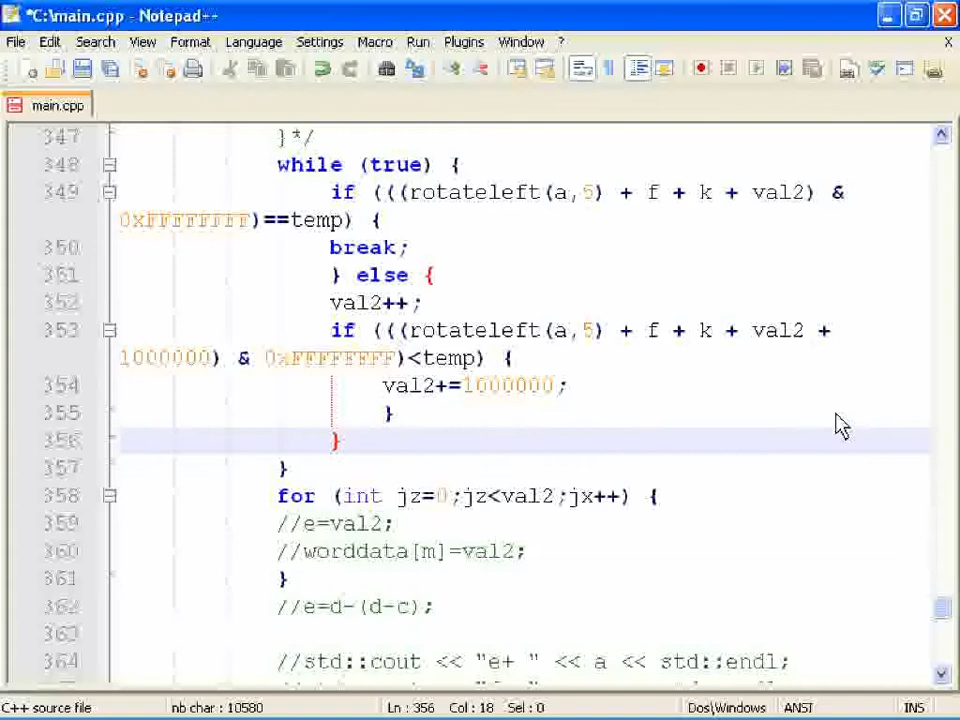 *C:\main.cpp - Notepad++
File Edit Search View Format Language Settings Macro Run Plugins Window ? X
main.cpp
347 }*/
348 while (true) {
349 if (((rotateleft(a,5) + f + k + val2) &
0xFFFFFFFF)==temp) {
350 break;
351 } else {
352 val2++;
353 if (((rotateleft(a,5) + f + k + val2 +
1000000) & 0xFFFFFFFF)<temp) {
354 val2+=1000000;
355 }
356 }
357 }
358 for (int jz=0;jz<val2;jx++) {
359 //e=val2;
360 //worddata[m]=val2;
361 }
362 //e=d-(d-c);
363
364 //std::cout << "e+ " << a << std::endl;
C++ source file nb char : 10580 Ln : 356 Col : 18 Sel : 0 Dos\Windows ANSI INS